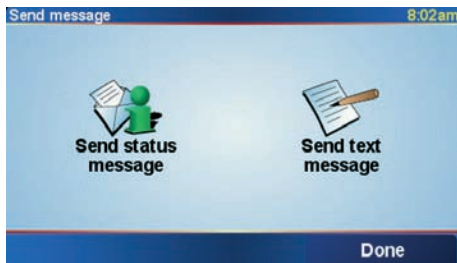 Send message 8:02am
Send status
message
Send text
message
Done